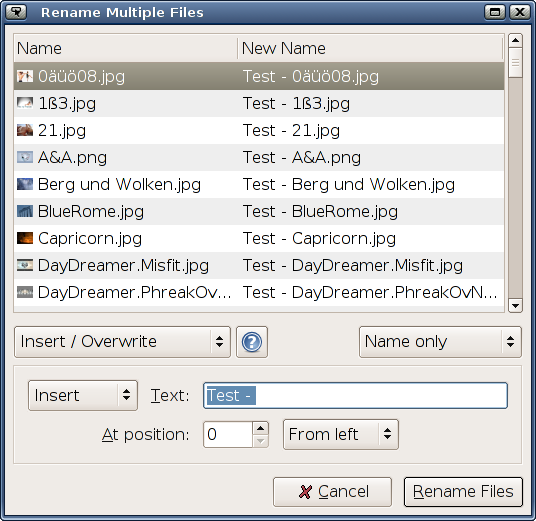 Rename Multiple Files
Name New Name
0äüö08.jpg Test - 0äüö08.jpg
1ß3.jpg Test - 1ß3.jpg
21.jpg Test - 21.jpg
A&A.png Test - A&A.png
Berg und Wolken.jpg Test - Berg und Wolken.jpg
BlueRome.jpg Test - BlueRome.jpg
Capricorn.jpg Test - Capricorn.jpg
DayDreamer.Misfit.jpg Test - DayDreamer.Misfit.jpg
DayDreamer.PhreakOv... Test - DayDreamer.PhreakOvN...
Insert / Overwrite ? Name only
Insert Text: Test -
At position: 0 From left
Cancel Rename Files